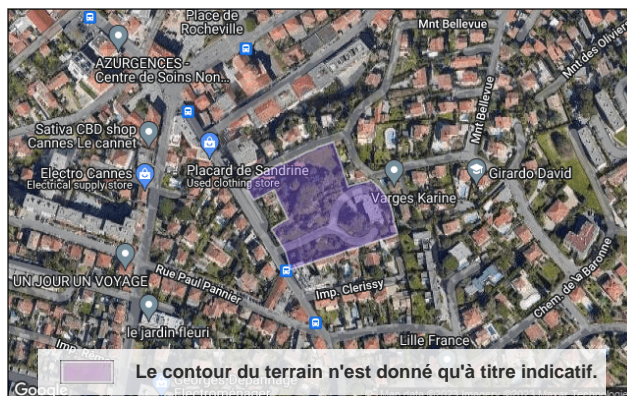 Place de
Rocheville
Mnt Bellevue
Mnt des Oliviers
AZURGENCES -
Centre de Soins Non...
Sativa CBD shop
Cannes Le cannet
Electro Cannes
Electrical supply store
Placard de Sandrine
Used clothing store
Mnt Bellevue
Girardo David
Varges Karine
UN JOUR UN VOYAGE
Rue Paul Pannier
Imp. Clerissy
Chem. de la Baronne
le jardin fleuri
Lille France
Le contour du terrain n'est donné qu'à titre indicatif.
Google